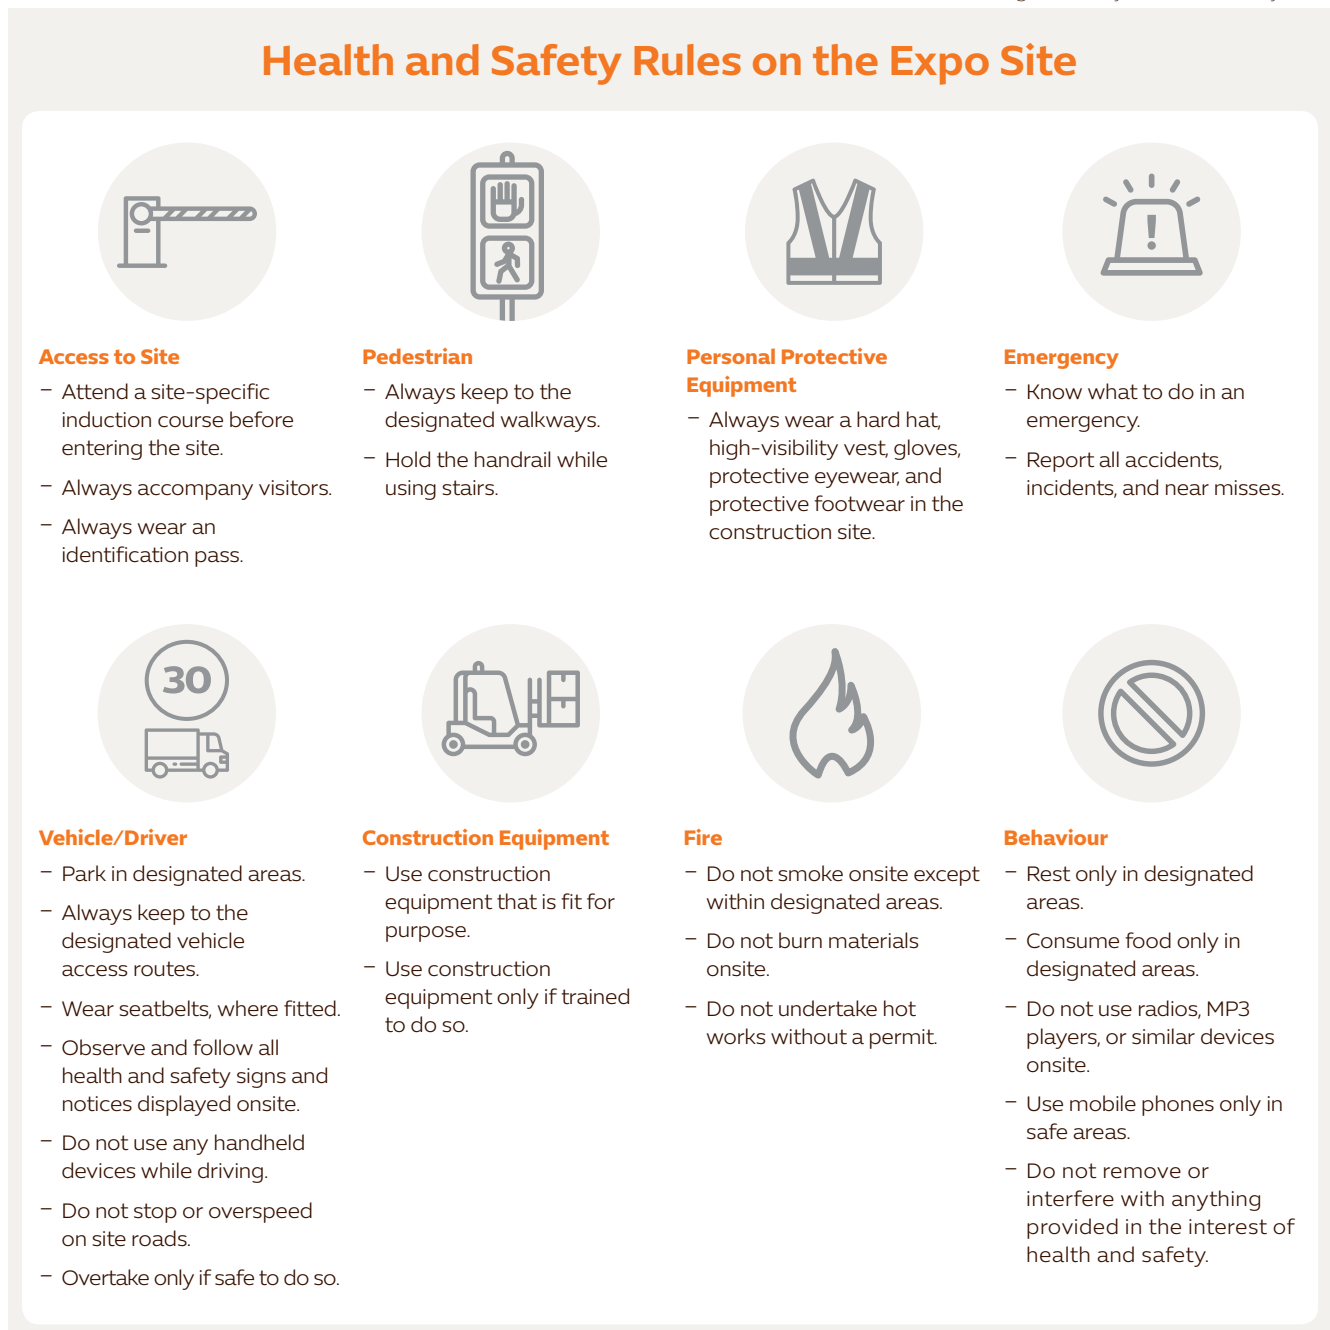 Health and Safety Rules on the Expo Site
Access to Site
– Attend a site-specific
induction course before
entering the site.
– Always accompany visitors.
– Always wear an
identification pass.
Pedestrian
– Always keep to the
designated walkways.
– Hold the handrail while
using stairs.
Personal Protective
Equipment
– Always wear a hard hat,
high-visibility vest, gloves,
protective eyewear, and
protective footwear in the
construction site.
!
Emergency
– Know what to do in an
emergency.
– Report all accidents,
incidents, and near misses.
30
Vehicle/Driver
– Park in designated areas.
– Always keep to the
designated vehicle
access routes.
– Wear seatbelts, where fitted.
– Observe and follow all
health and safety signs and
notices displayed onsite.
– Do not use any handheld
devices while driving.
– Do not stop or overspeed
on site roads.
– Overtake only if safe to do so.
Construction Equipment
– Use construction
equipment that is fit for
purpose.
– Use construction
equipment only if trained
to do so.
Fire
– Do not smoke onsite except
within designated areas.
– Do not burn materials
onsite.
– Do not undertake hot
works without a permit.
Behaviour
– Rest only in designated
areas.
– Consume food only in
designated areas.
– Do not use radios, MP3
players, or similar devices
onsite.
– Use mobile phones only in
safe areas.
– Do not remove or
interfere with anything
provided in the interest of
health and safety.